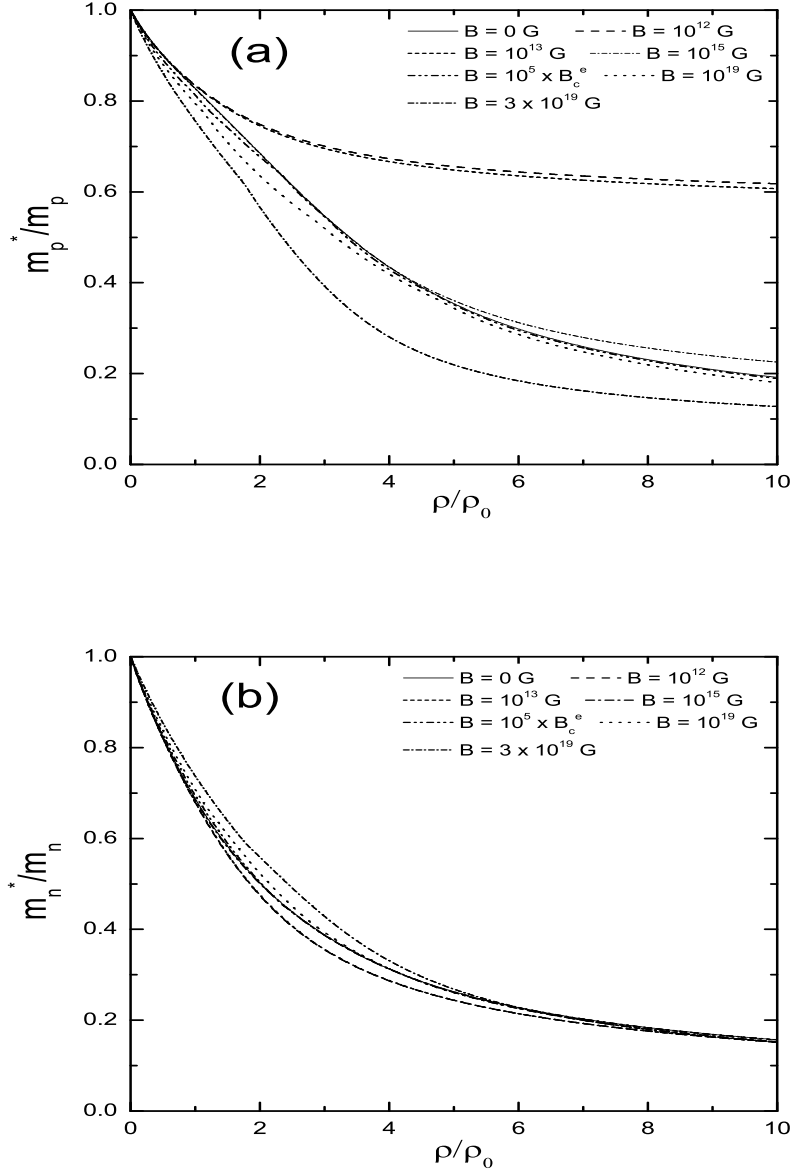 1.0
(a)
B = 0 G
B = 10^12 G
B = 10^13 G
B = 10^15 G
B = 10^5 x B_c^e
B = 10^19 G
B = 3 x 10^19 G
0.8
0.6
m_p^*/m_p
0.4
0.2
0.0
0 2 4 6 8 10
ρ/ρ_0
1.0
(b)
B = 0 G
B = 10^12 G
B = 10^13 G
B = 10^15 G
B = 10^5 x B_c^e
B = 10^19 G
B = 3 x 10^19 G
0.8
0.6
m_n^*/m_n
0.4
0.2
0.0
0 2 4 6 8 10
ρ/ρ_0